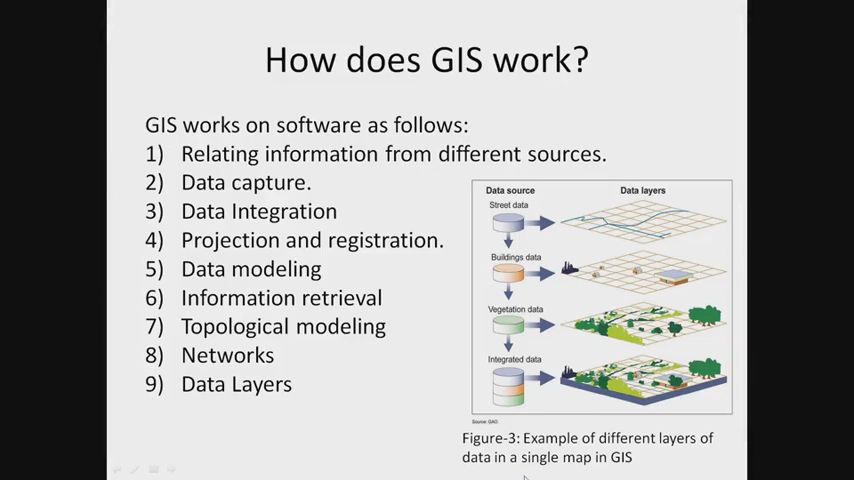 How does GIS work?
GIS works on software as follows:
1) Relating information from different sources.
2) Data capture.
3) Data Integration
4) Projection and registration.
5) Data modeling
6) Information retrieval
7) Topological modeling
8) Networks
9) Data Layers
Data source Data layers
Street data
Buildings data
Vegetation data
Integrated data
Source: GAO
Figure-3: Example of different layers of
data in a single map in GIS